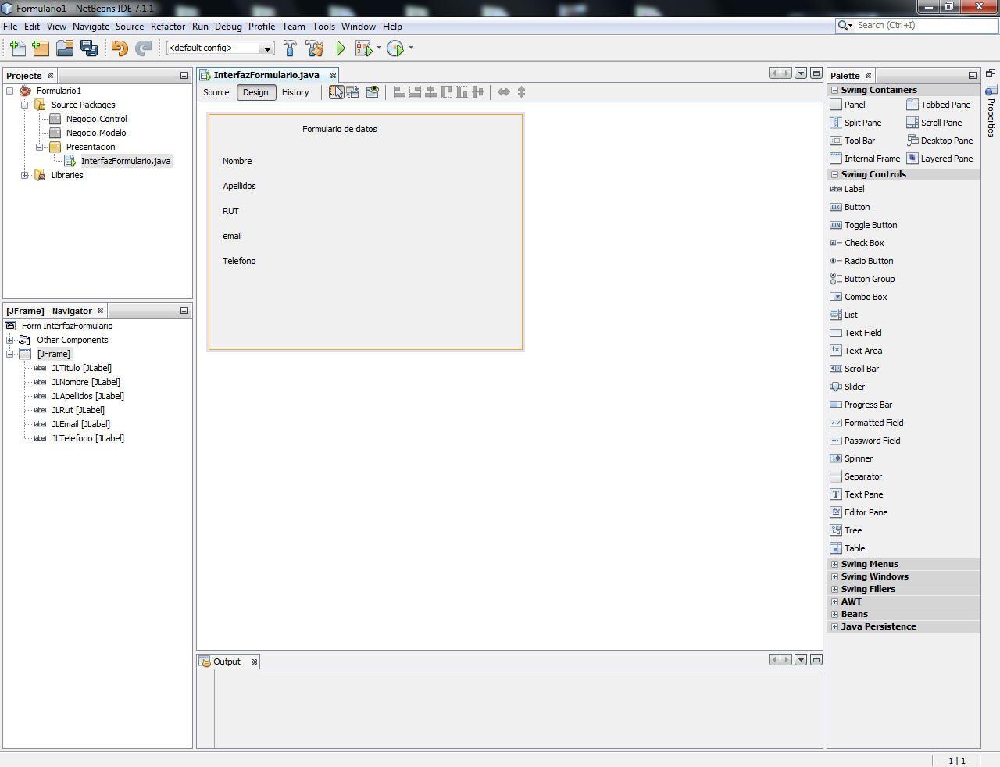 Formulario1 - NetBeans IDE 7.1.1
File Edit View Navigate Source Refactor Run Debug Profile Team Tools Window Help
Search (Ctrl+I)
<default config>
Projects
Formulario1
Source Packages
Negocio.Control
Negocio.Modelo
Presentacion
InterfazFormulario.java
Libraries
[JFrame] - Navigator
Form InterfazFormulario
Other Components
[JFrame]
label JLTitulo [JLabel]
label JLNombre [JLabel]
label JLApellidos [JLabel]
label JLRut [JLabel]
label JLEmail [JLabel]
label JLTelefono [JLabel]
InterfazFormulario.java
Source Design History
Formulario de datos
Nombre
Apellidos
RUT
email
Telefono
Output
Palette
Swing Containers
Panel Tabbed Pane
Split Pane Scroll Pane
Tool Bar Desktop Pane
Internal Frame Layered Pane
Swing Controls
label Label
OK Button
ON Toggle Button
Check Box
Radio Button
Button Group
Combo Box
List
Text Field
Text Area
Scroll Bar
Slider
Progress Bar
Formatted Field
Password Field
Spinner
Separator
T Text Pane
Editor Pane
Tree
Table
Swing Menus
Swing Windows
Swing Fillers
AWT
Beans
Java Persistence
Properties
1 | 1